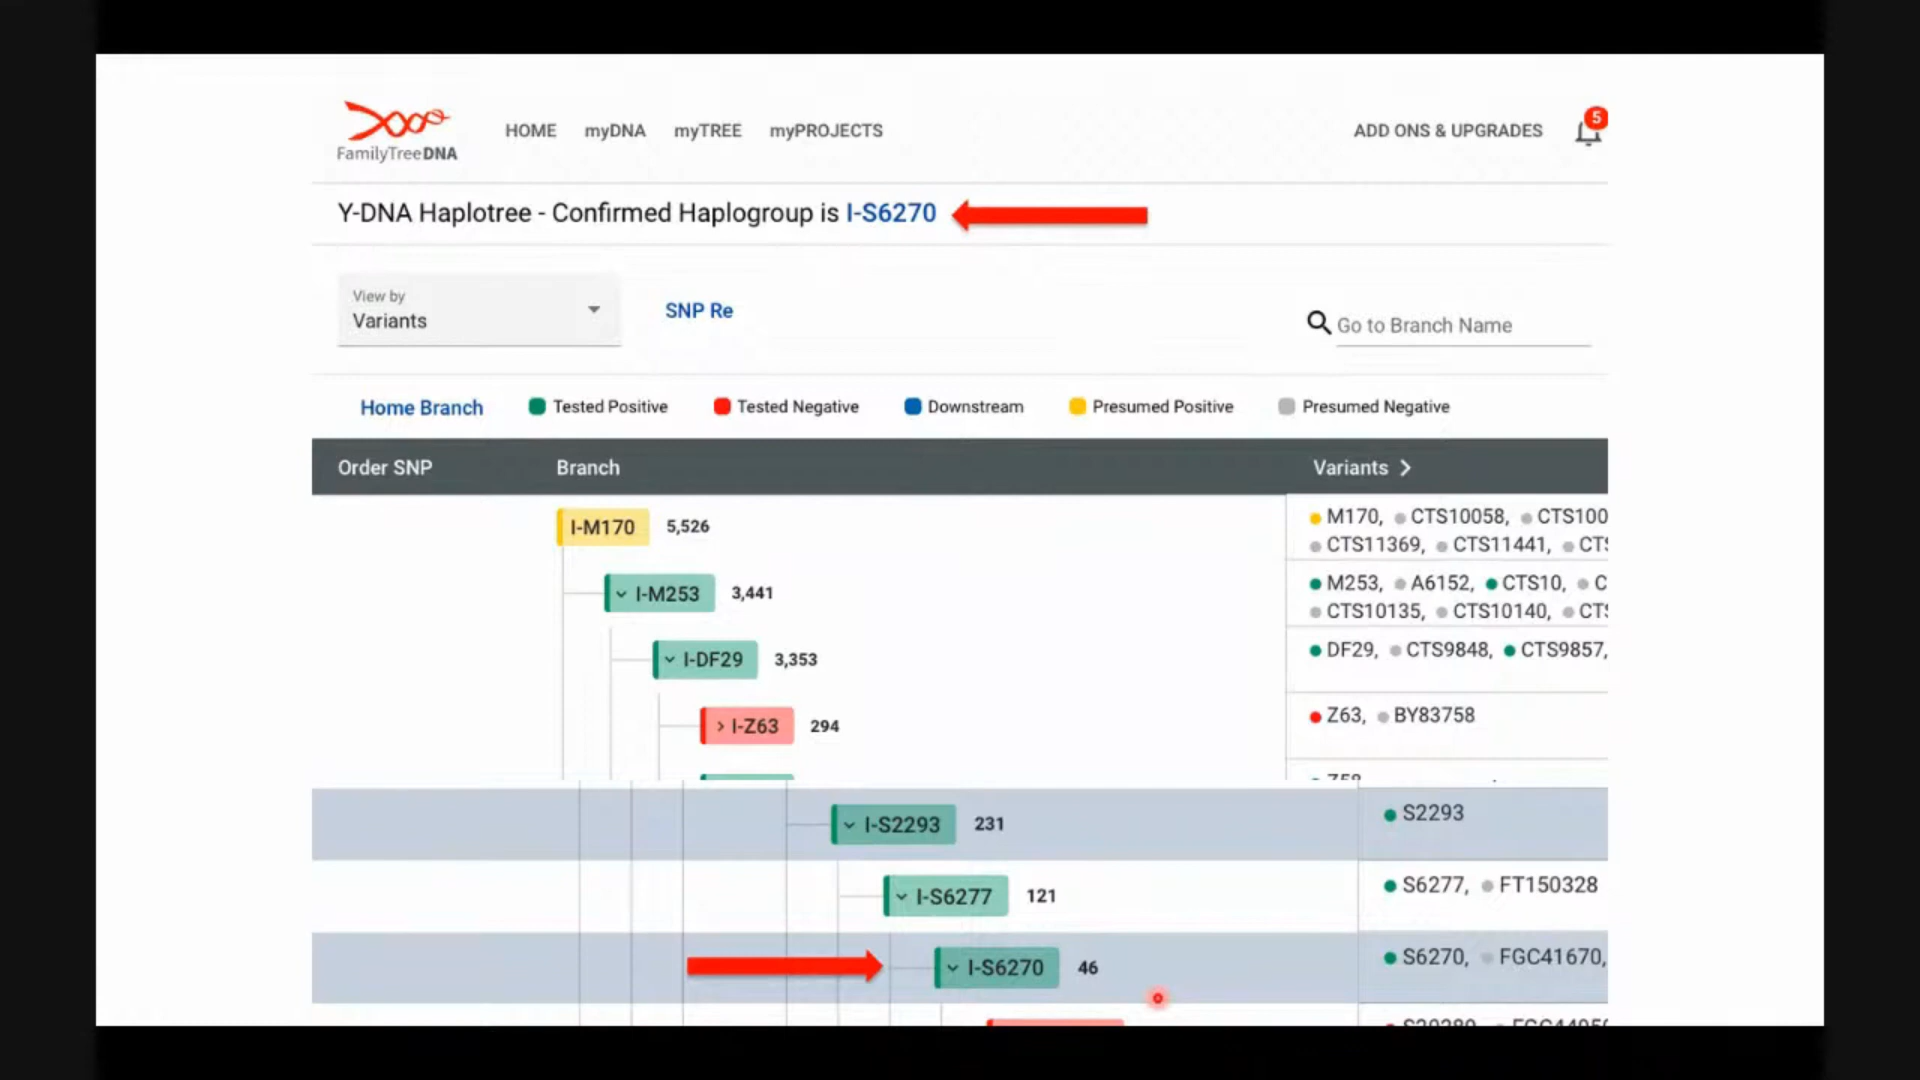 FamilyTreeDNA
HOME myDNA myTREE myPROJECTS
ADD ONS & UPGRADES
5
Y-DNA Haplotree - Confirmed Haplogroup is I-S6270
View by
Variants
SNP Re
Go to Branch Name
Home Branch Tested Positive Tested Negative Downstream Presumed Positive Presumed Negative
Order SNP Branch Variants
I-M170 5,526
M170, CTS10058, CTS100
CTS11369, CTS11441,
I-M253 3,441
M253, A6152, CTS10, C
CTS10135, CTS10140,
I-DF29 3,353
DF29, CTS9848, CTS9857,
I-Z63 294
Z63, BY83758
I-S2293 231
S2293
I-S6277 121
S6277, FT150328
I-S6270 46
S6270, FGC41670,